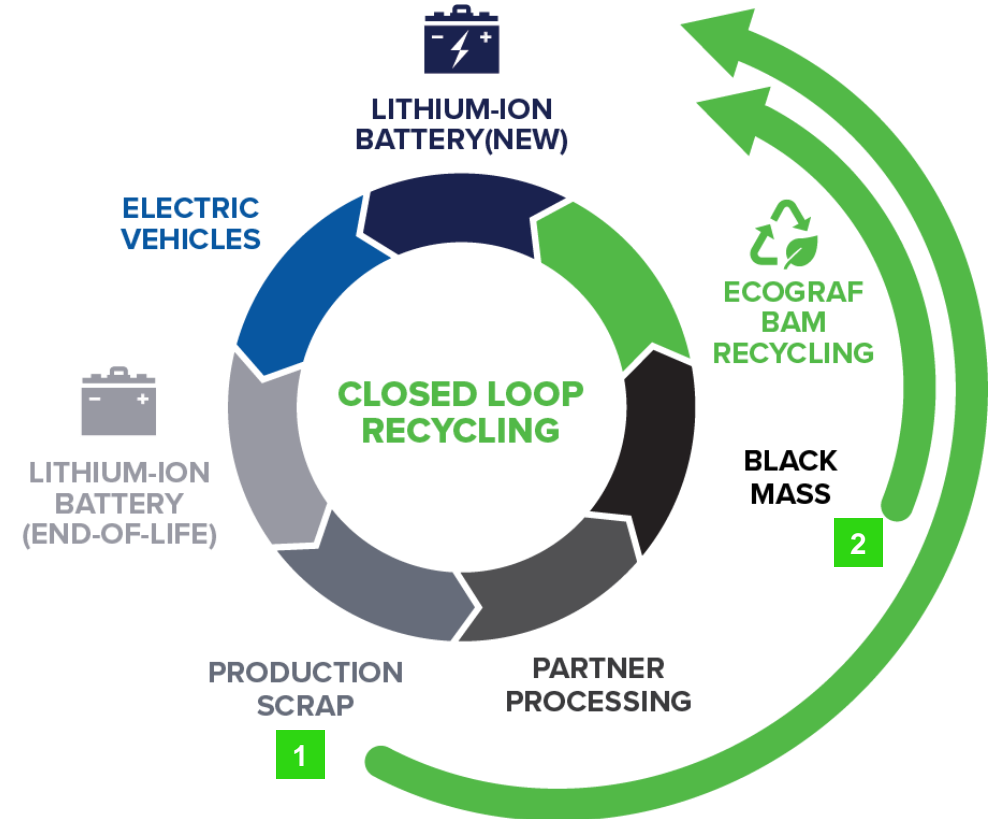 LITHIUM-ION
BATTERY(NEW)
ELECTRIC
VEHICLES
ECOGRAF
BAM
RECYCLING
CLOSED LOOP
RECYCLING
LITHIUM-ION
BATTERY
(END-OF-LIFE)
BLACK
MASS
2
PRODUCTION
SCRAP
1
PARTNER
PROCESSING